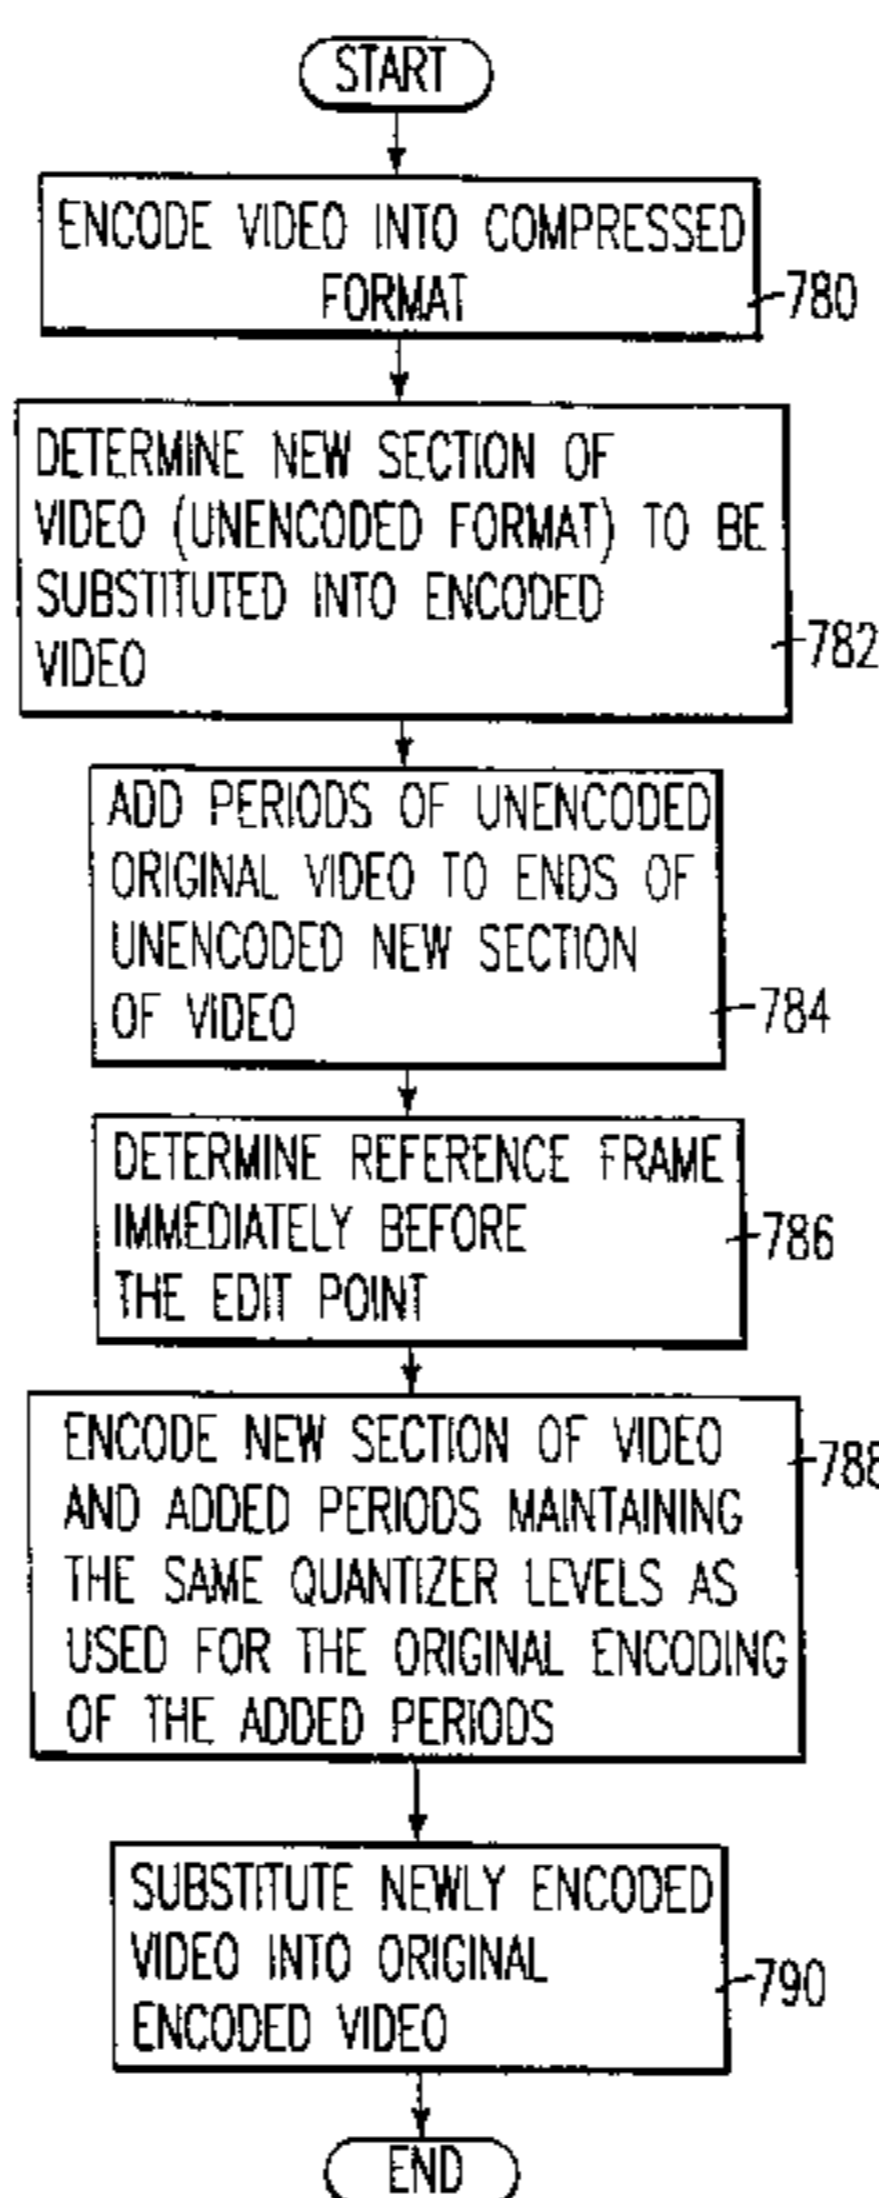 START
ENCODE VIDEO INTO COMPRESSED
FORMAT
780
DETERMINE NEW SECTION OF
VIDEO (UNENCODED FORMAT) TO BE
SUBSTITUTED INTO ENCODED
VIDEO
782
ADD PERIODS OF UNENCODED
ORIGINAL VIDEO TO ENDS OF
UNENCODED NEW SECTION
OF VIDEO
784
DETERMINE REFERENCE FRAME
IMMEDIATELY BEFORE
THE EDIT POINT
786
ENCODE NEW SECTION OF VIDEO
AND ADDED PERIODS MAINTAINING
THE SAME QUANTIZER LEVELS AS
USED FOR THE ORIGINAL ENCODING
OF THE ADDED PERIODS
788
SUBSTITUTE NEWLY ENCODED
VIDEO INTO ORIGINAL
ENCODED VIDEO
790
END